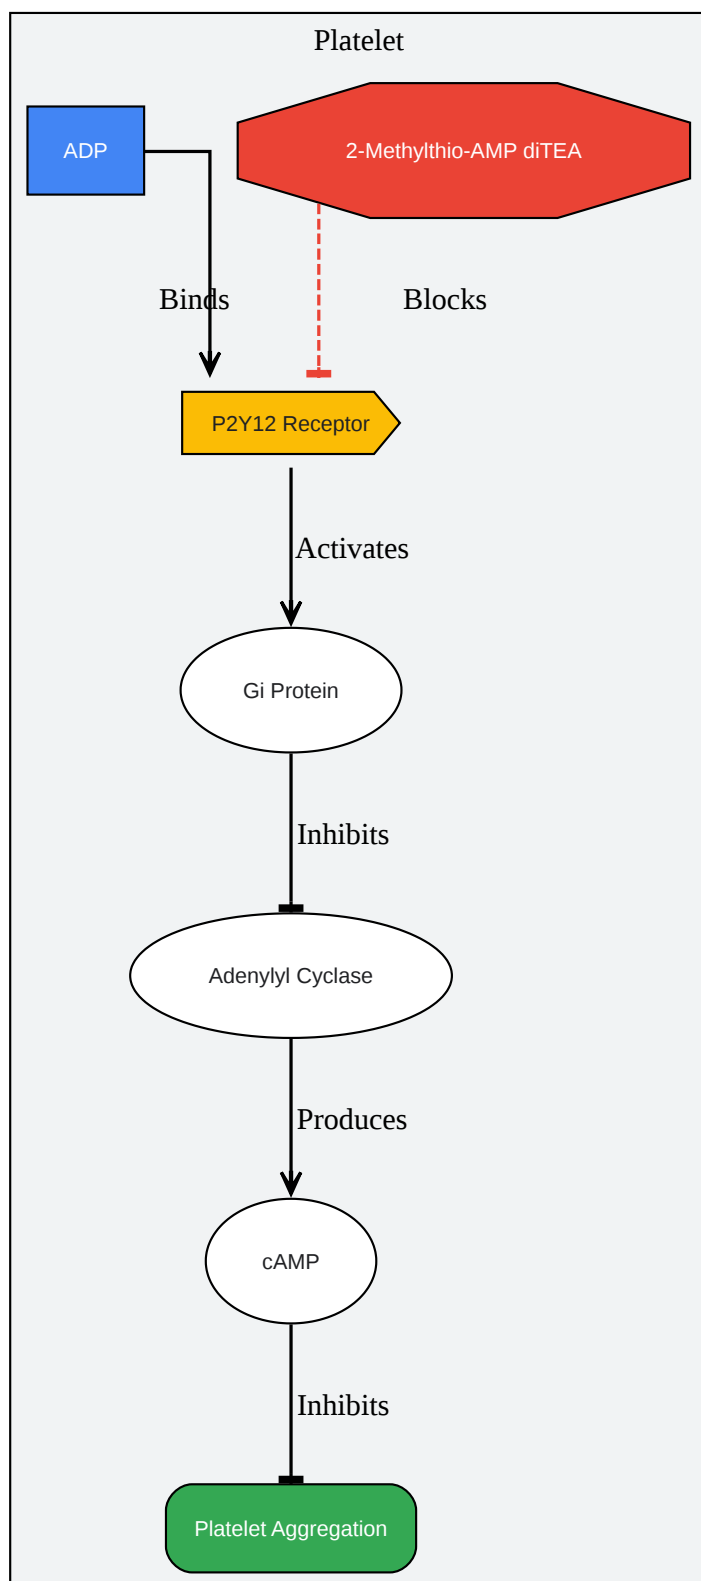 Platelet
ADP
2-Methylthio-AMP diTEA
Binds
Blocks
P2Y12 Receptor
Activates
Gi Protein
Inhibits
Adenylyl Cyclase
Produces
cAMP
Inhibits
Platelet Aggregation